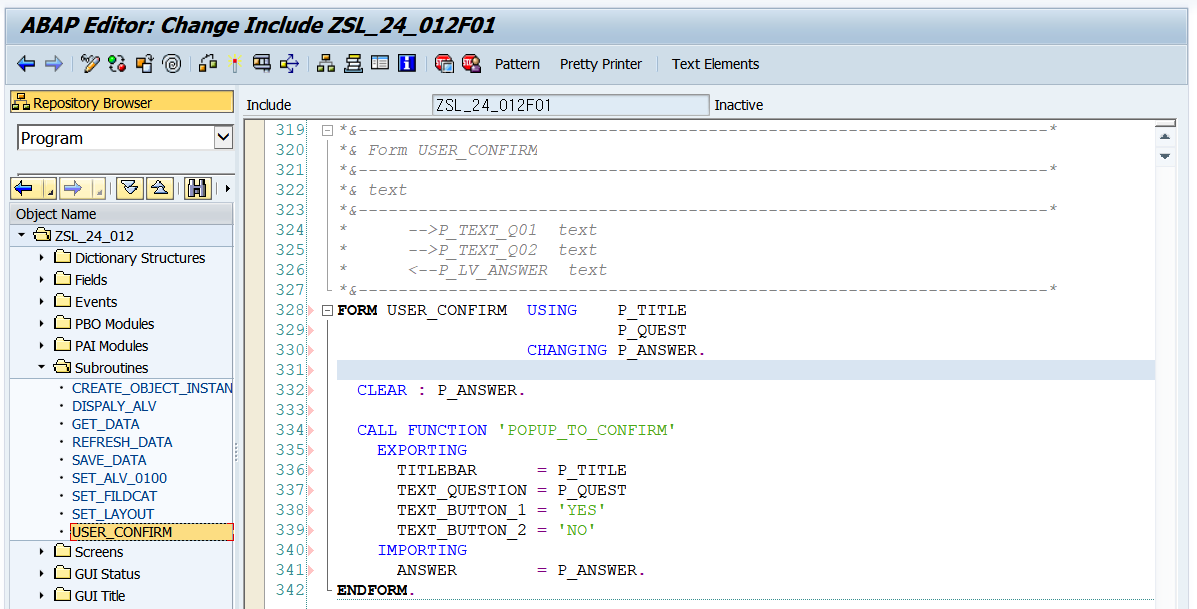 ABAP Editor: Change Include ZSL_24_012F01
Pattern Pretty Printer Text Elements
Repository Browser
Program
Object Name
ZSL_24_012
Dictionary Structures
Fields
Events
PBO Modules
PAI Modules
Subroutines
CREATE_OBJECT_INSTAN
DISPALY_ALV
GET_DATA
REFRESH_DATA
SAVE_DATA
SET_ALV_0100
SET_FILDCAT
SET_LAYOUT
USER_CONFIRM
Screens
GUI Status
GUI Title
Include ZSL_24_012F01 Inactive
319 *&---------------------------------------------------------------------*
320 *& Form USER_CONFIRM
321 *&---------------------------------------------------------------------*
322 *& text
323 *&---------------------------------------------------------------------*
324 *      -->P_TEXT_Q01  text
325 *      -->P_TEXT_Q02  text
326 *      <--P_LV_ANSWER  text
327 *&---------------------------------------------------------------------*
328 FORM USER_CONFIRM  USING    P_TITLE
329                             P_QUEST
330                    CHANGING P_ANSWER.
331
332   CLEAR : P_ANSWER.
333
334   CALL FUNCTION 'POPUP_TO_CONFIRM'
335     EXPORTING
336       TITLEBAR      = P_TITLE
337       TEXT_QUESTION = P_QUEST
338       TEXT_BUTTON_1 = 'YES'
339       TEXT_BUTTON_2 = 'NO'
340     IMPORTING
341       ANSWER        = P_ANSWER.
342 ENDFORM.